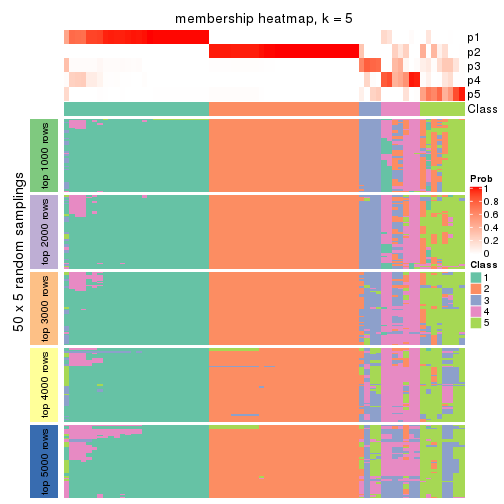 membership heatmap, k = 5
p1
p2
p3
p4
p5
Class
50 x 5 random samplings
top 1000 rows
top 2000 rows
top 3000 rows
top 4000 rows
top 5000 rows
Prob
1
0.8
0.6
0.4
0.2
0
Class
1
2
3
4
5